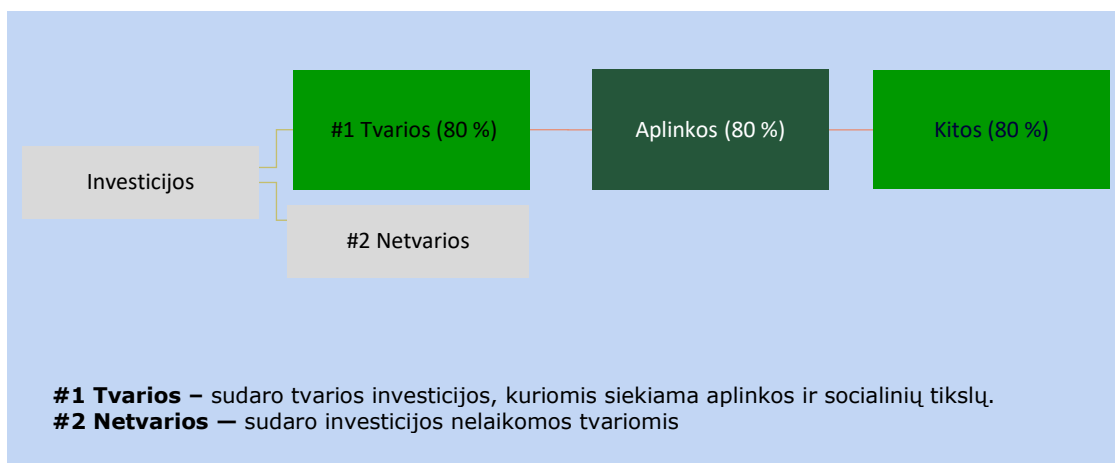 #1 Tvarios (80 %)
Aplinkos (80 %)
Kitos (80 %)
Investicijos
#2 Netvarios
#1 Tvarios – sudaro tvarios investicijos, kuriomis siekiama aplinkos ir socialinių tikslų.
#2 Netvarios — sudaro investicijos nelaikomos tvariomis